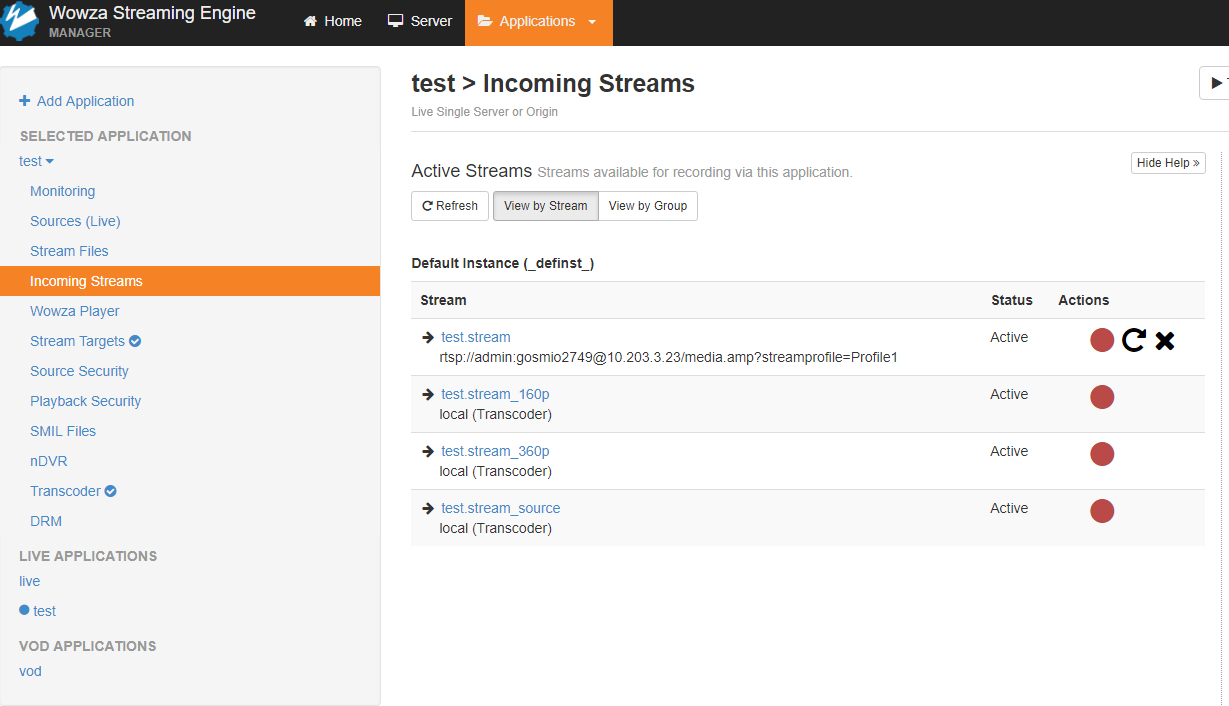 Wowza Streaming Engine
MANAGER
Home
Server
Applications
Add Application
SELECTED APPLICATION
test
Monitoring
Sources (Live)
Stream Files
Incoming Streams
Wowza Player
Stream Targets
Source Security
Playback Security
SMIL Files
nDVR
Transcoder
DRM
LIVE APPLICATIONS
live
test
VOD APPLICATIONS
vod
test > Incoming Streams
Live Single Server or Origin
Active Streams Streams available for recording via this application.
Hide Help »
Refresh
View by Stream
View by Group
Default Instance (_definst_)
Stream Status Actions
test.stream Active
rtsp://admin:gosmio2749@10.203.3.23/media.amp?streamprofile=Profile1
test.stream_160p Active
local (Transcoder)
test.stream_360p Active
local (Transcoder)
test.stream_source Active
local (Transcoder)